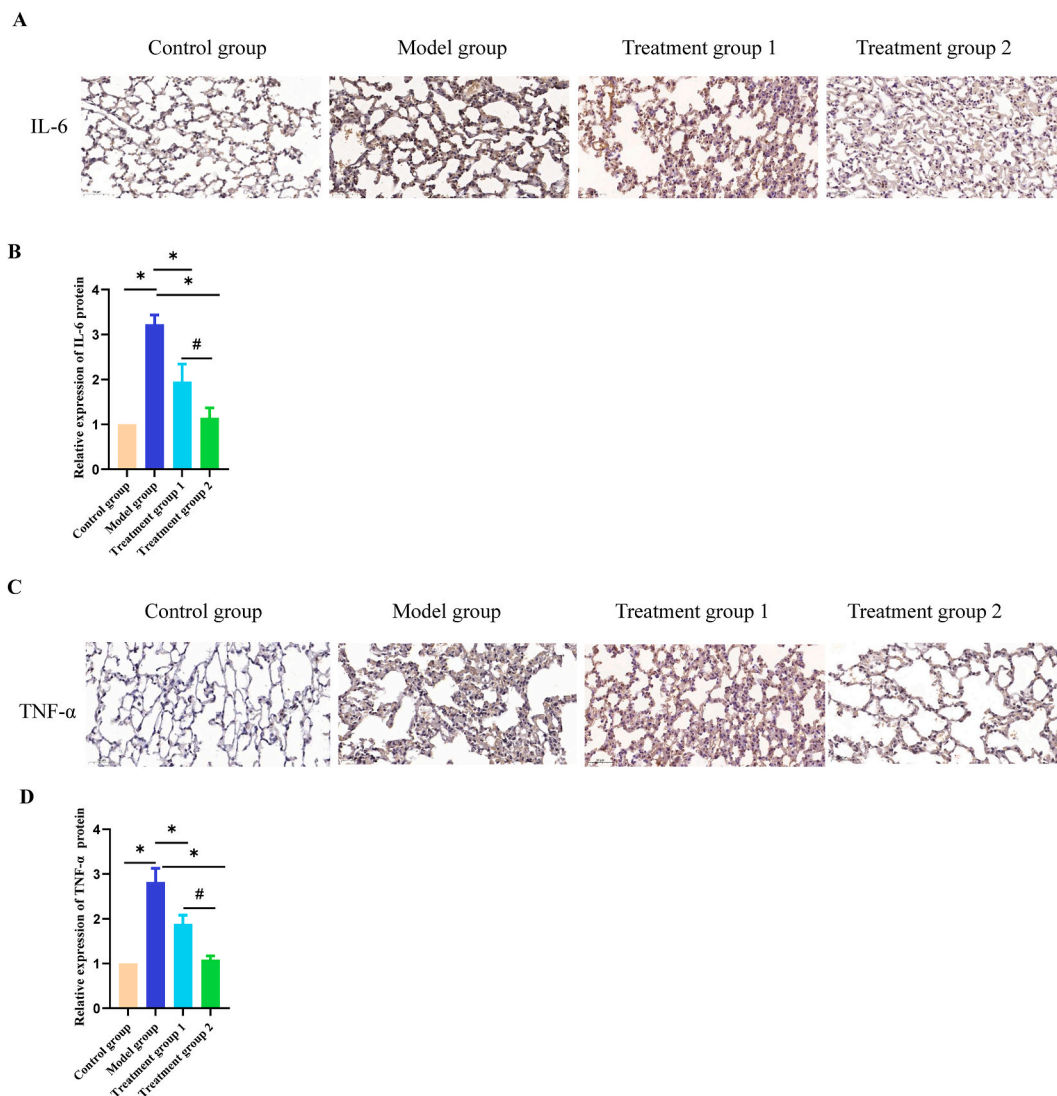 A
Control group Model group Treatment group 1 Treatment group 2
IL-6
B
* *
*
#
Relative expression of IL-6 protein
4
3
2
1
0
Control group
Model group
Treatment group 1
Treatment group 2
C
Control group Model group Treatment group 1 Treatment group 2
TNF-α
D
* *
*
#
Relative expression of TNF-α protein
4
3
2
1
0
Control group
Model group
Treatment group 1
Treatment group 2